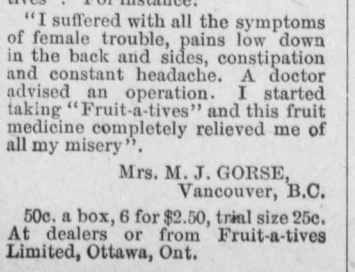 tives". For instance:
"I suffered with all the symptoms
of female trouble, pains low down
in the back and sides, constipation
and constant headache. A doctor
advised an operation. I started
taking "Fruit-a-tives" and this fruit
medicine completely relieved me of
all my misery".
Mrs. M. J. GORSE,
Vancouver, B.C.
50c. a box, 6 for $2.50, trial size 25c.
At dealers or from Fruit-a-tives
Limited, Ottawa, Ont.